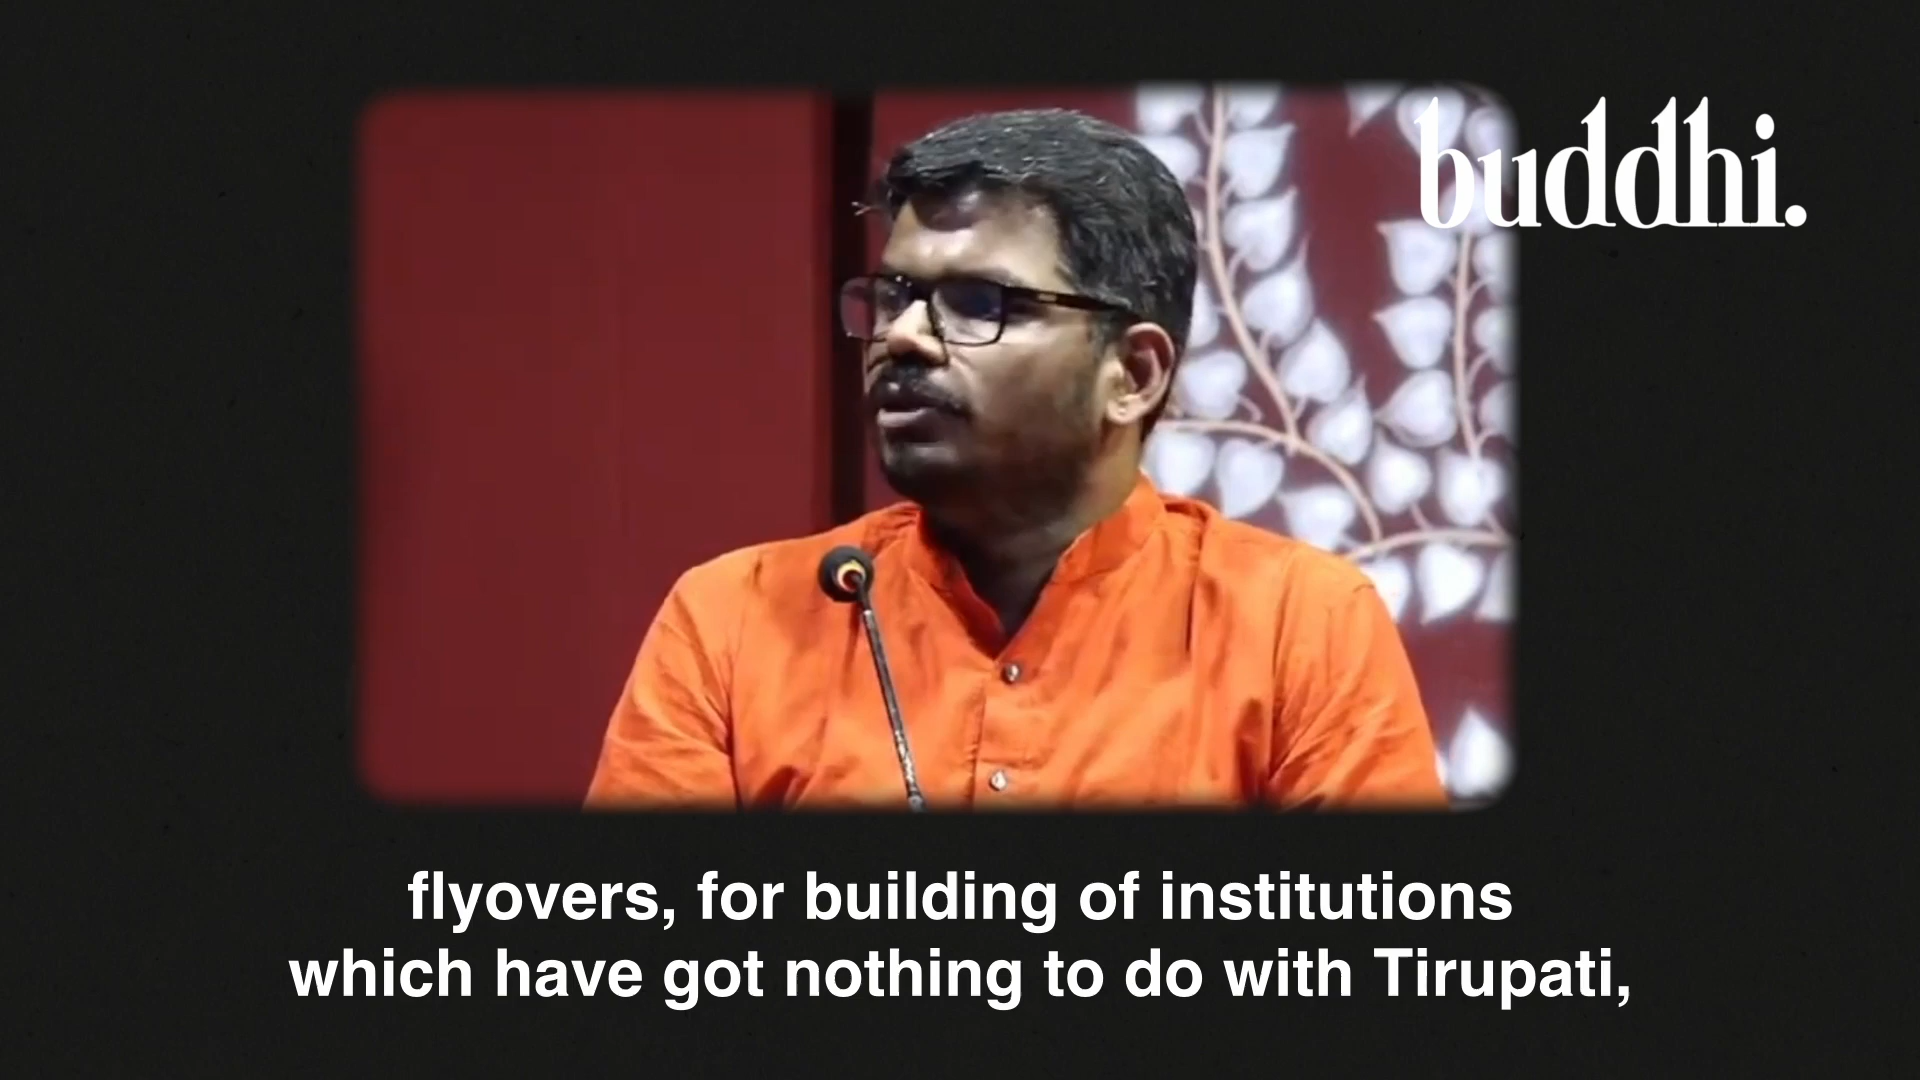 buddhi.
flyovers, for building of institutions
which have got nothing to do with Tirupati,